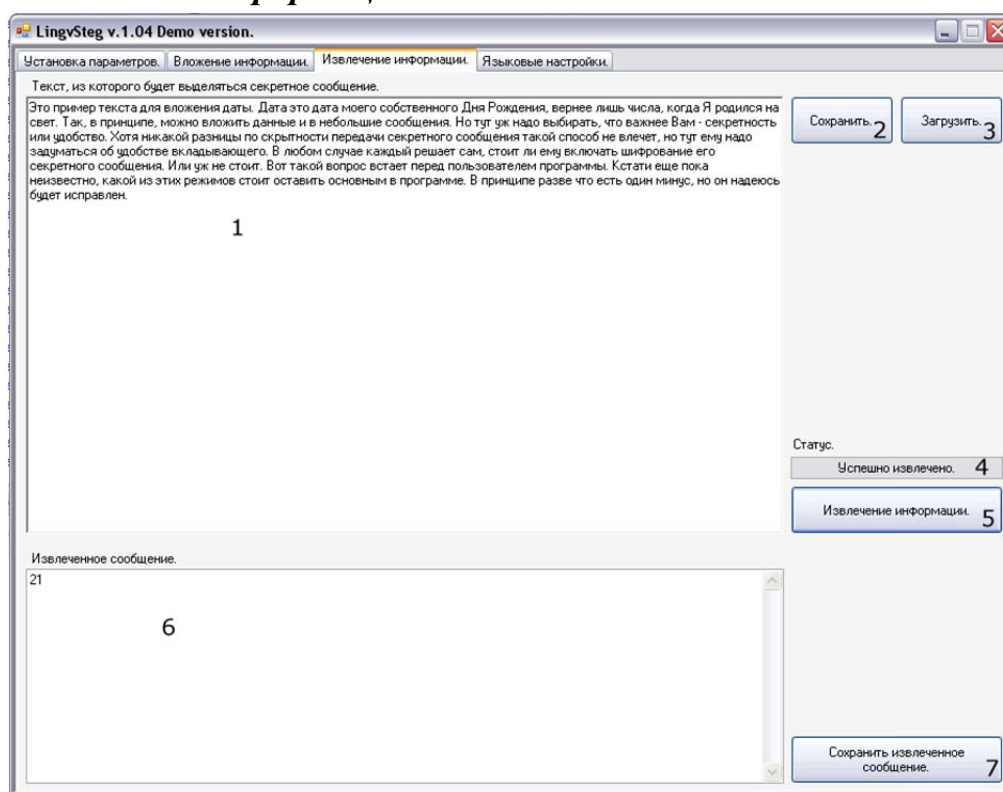 LingvSteg v.1.04 Demo version.
Установка параметров. Вложение информации. Извлечение информации. Языковые настройки.
Текст, из которого будет выделяться секретное сообщение.
Это пример текста для вложения даты. Дата это дата моего собственного Дня Рождения, вернее лишь числа, когда Я родился на
свет. Так, в принципе, можно вложить данные и в небольшие сообщения. Но тут уж надо выбирать, что важнее Вам - секретность
или удобство. Хотя никакой разницы по скрытности передачи секретного сообщения такой способ не влечет, но тут ему надо
задуматься об удобстве вкладывающего. В любом случае каждый решает сам, стоит ли ему включать шифрование его
секретного сообщения. Или уж не стоит. Вот такой вопрос встает перед пользователем программы. Кстати еще пока
неизвестно, какой из этих режимов стоит оставить основным в программе. В принципе разве что есть один минус, но он надеюсь
будет исправлен.
1
Сохранить. 2
Загрузить. 3
Статус.
Успешно извлечено. 4
Извлечение информации. 5
Извлеченное сообщение.
21
6
Сохранить извлеченное
сообщение. 7